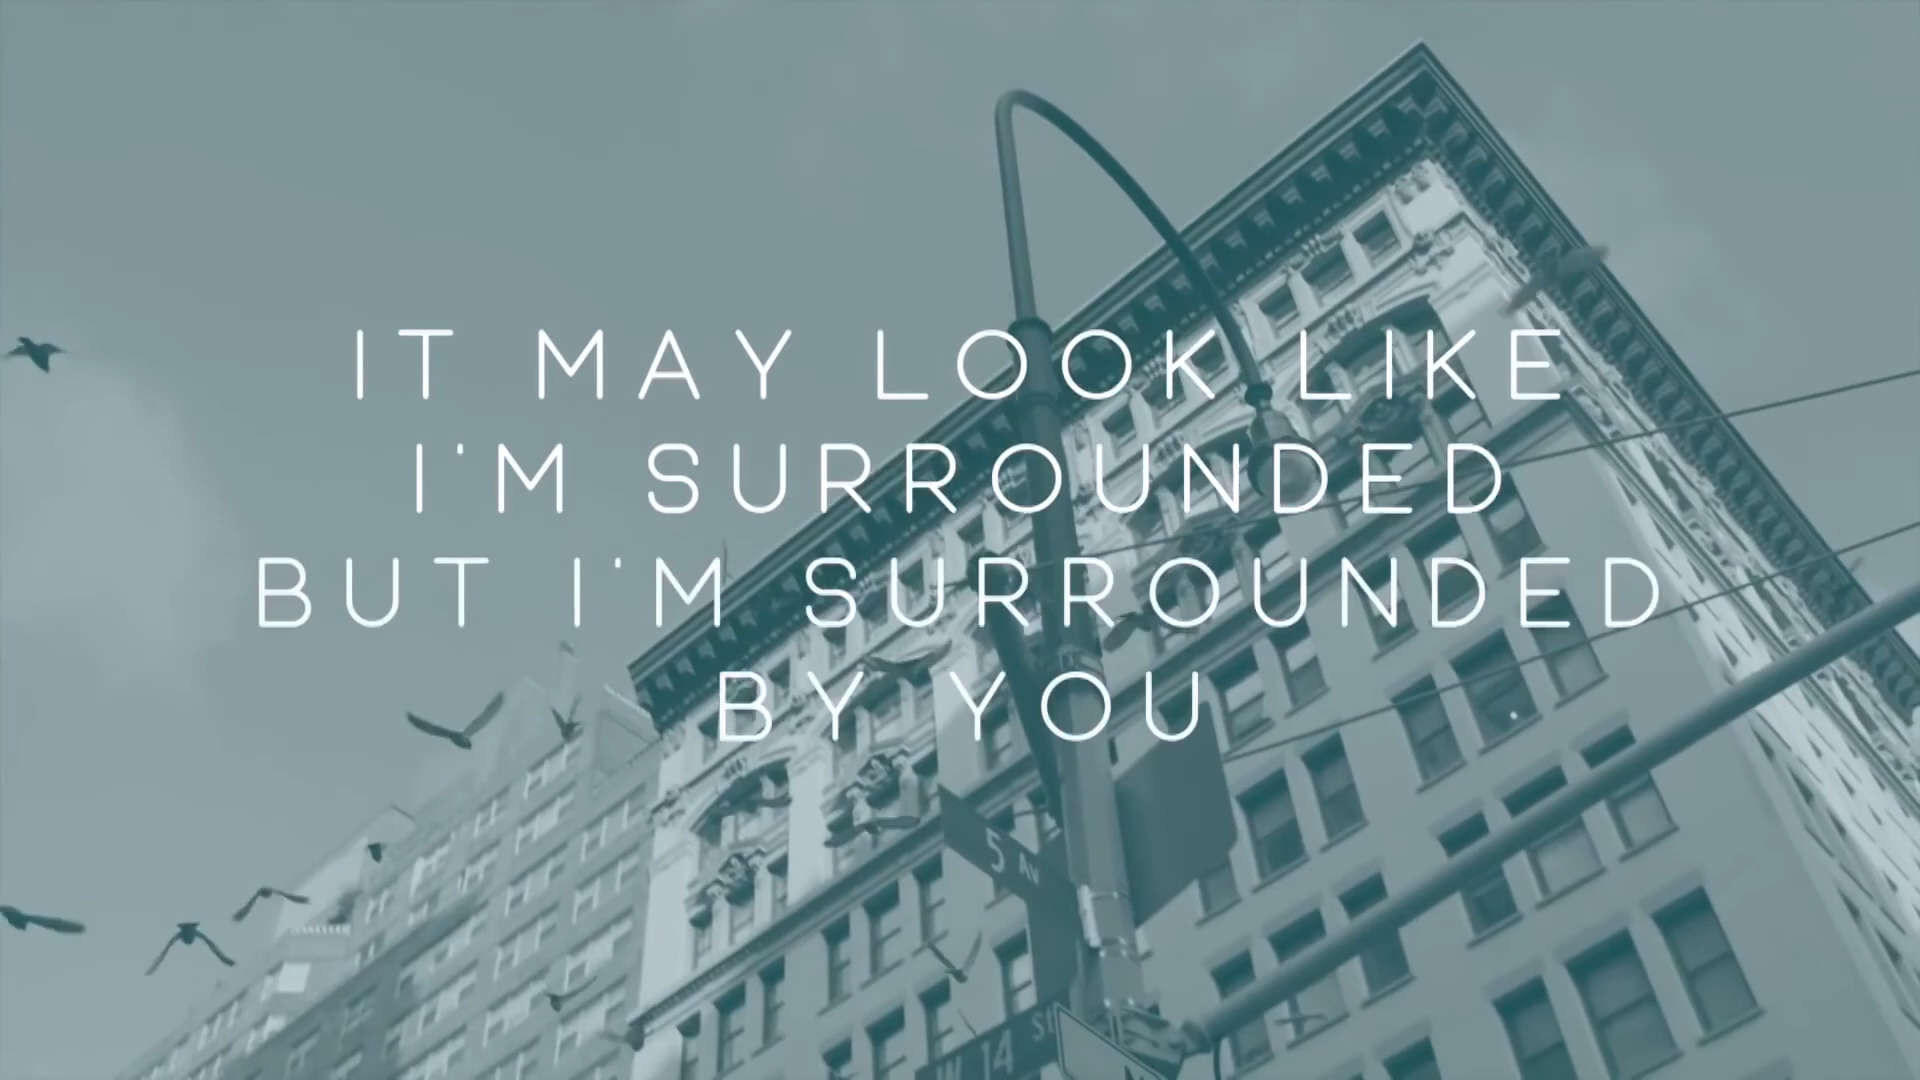 IT MAY LOOK LIKE
I'M SURROUNDED
BUT I'M SURROUNDED
BY YOU
5 AV
W 14 ST